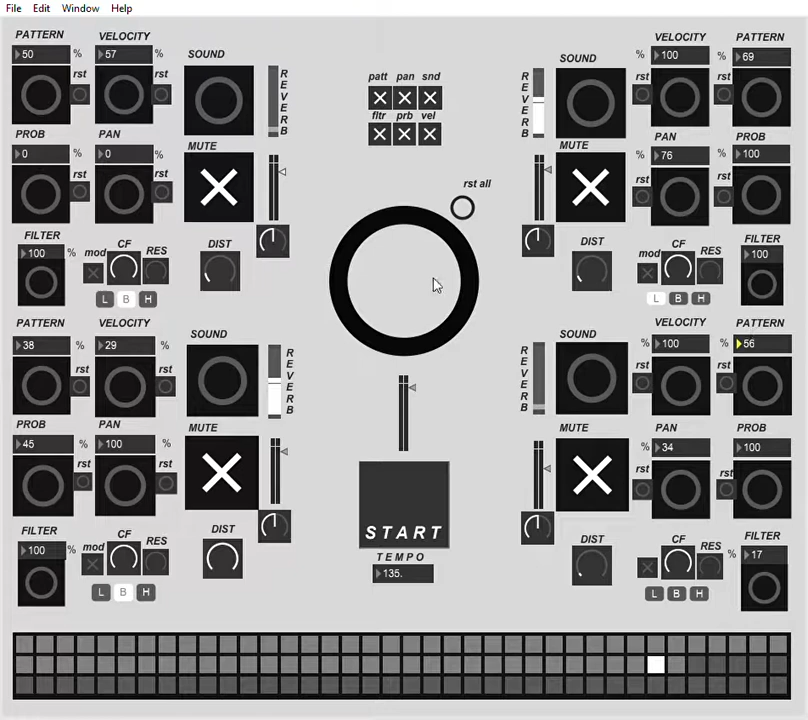 File Edit Window Help
PATTERN VELOCITY
50 % 57 %
rst rst
SOUND
REVERB
PROB PAN
0 % 0 %
rst rst
MUTE
FILTER
100 %
mod CF RES
L B H
DIST
patt pan snd
fltr prb vel
rst all
VELOCITY PATTERN
% 100 % 69
rst rst
SOUND
REVERB
PAN PROB
% 76 % 100
rst rst
MUTE
FILTER
100
mod CF RES
L B H
DIST
PATTERN VELOCITY
38 % 29 %
rst rst
SOUND
REVERB
PROB PAN
45 % 100 %
rst rst
MUTE
FILTER
100 %
mod CF RES
L B H
DIST
START
TEMPO
135.
VELOCITY PATTERN
% 100 % 56
rst rst
SOUND
REVERB
PAN PROB
% 34 % 100
rst rst
MUTE
FILTER
% 17
CF RES
L B H
DIST